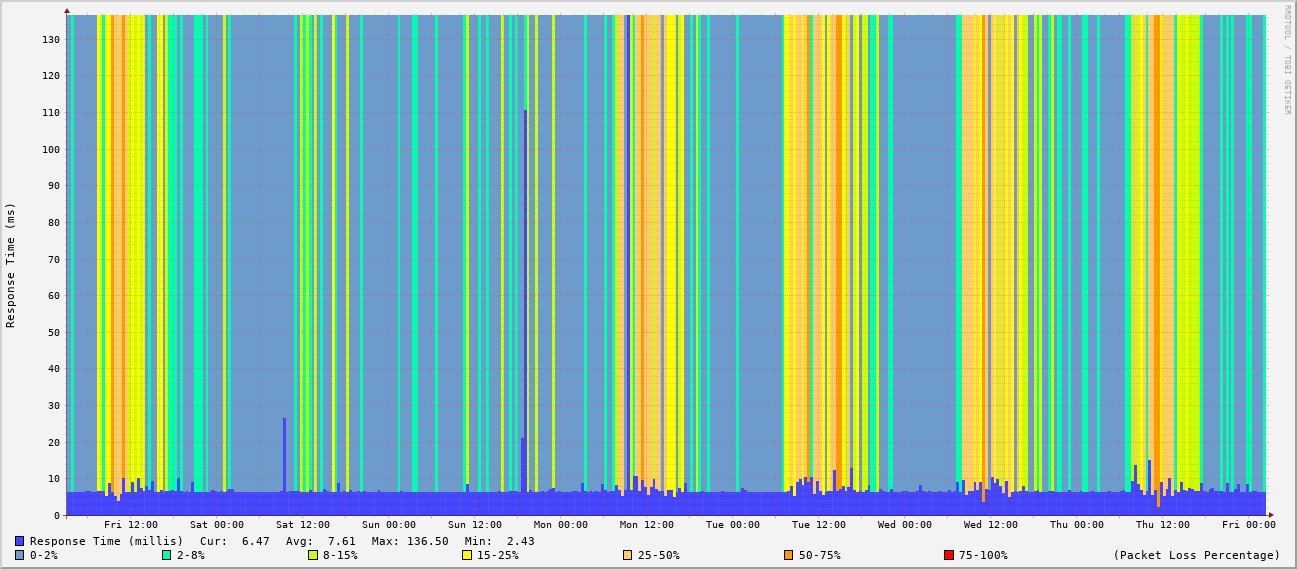 RRDTOOL / TOBI OETIKER
Response Time (ms)
130
120
110
100
90
80
70
60
50
40
30
20
10
0
Fri 12:00 Sat 00:00 Sat 12:00 Sun 00:00 Sun 12:00 Mon 00:00 Mon 12:00 Tue 00:00 Tue 12:00 Wed 00:00 Wed 12:00 Thu 00:00 Thu 12:00 Fri 00:00
Response Time (millis) Cur: 6.47 Avg: 7.61 Max: 136.50 Min: 2.43
0-2% 2-8% 8-15% 15-25% 25-50% 50-75% 75-100% (Packet Loss Percentage)